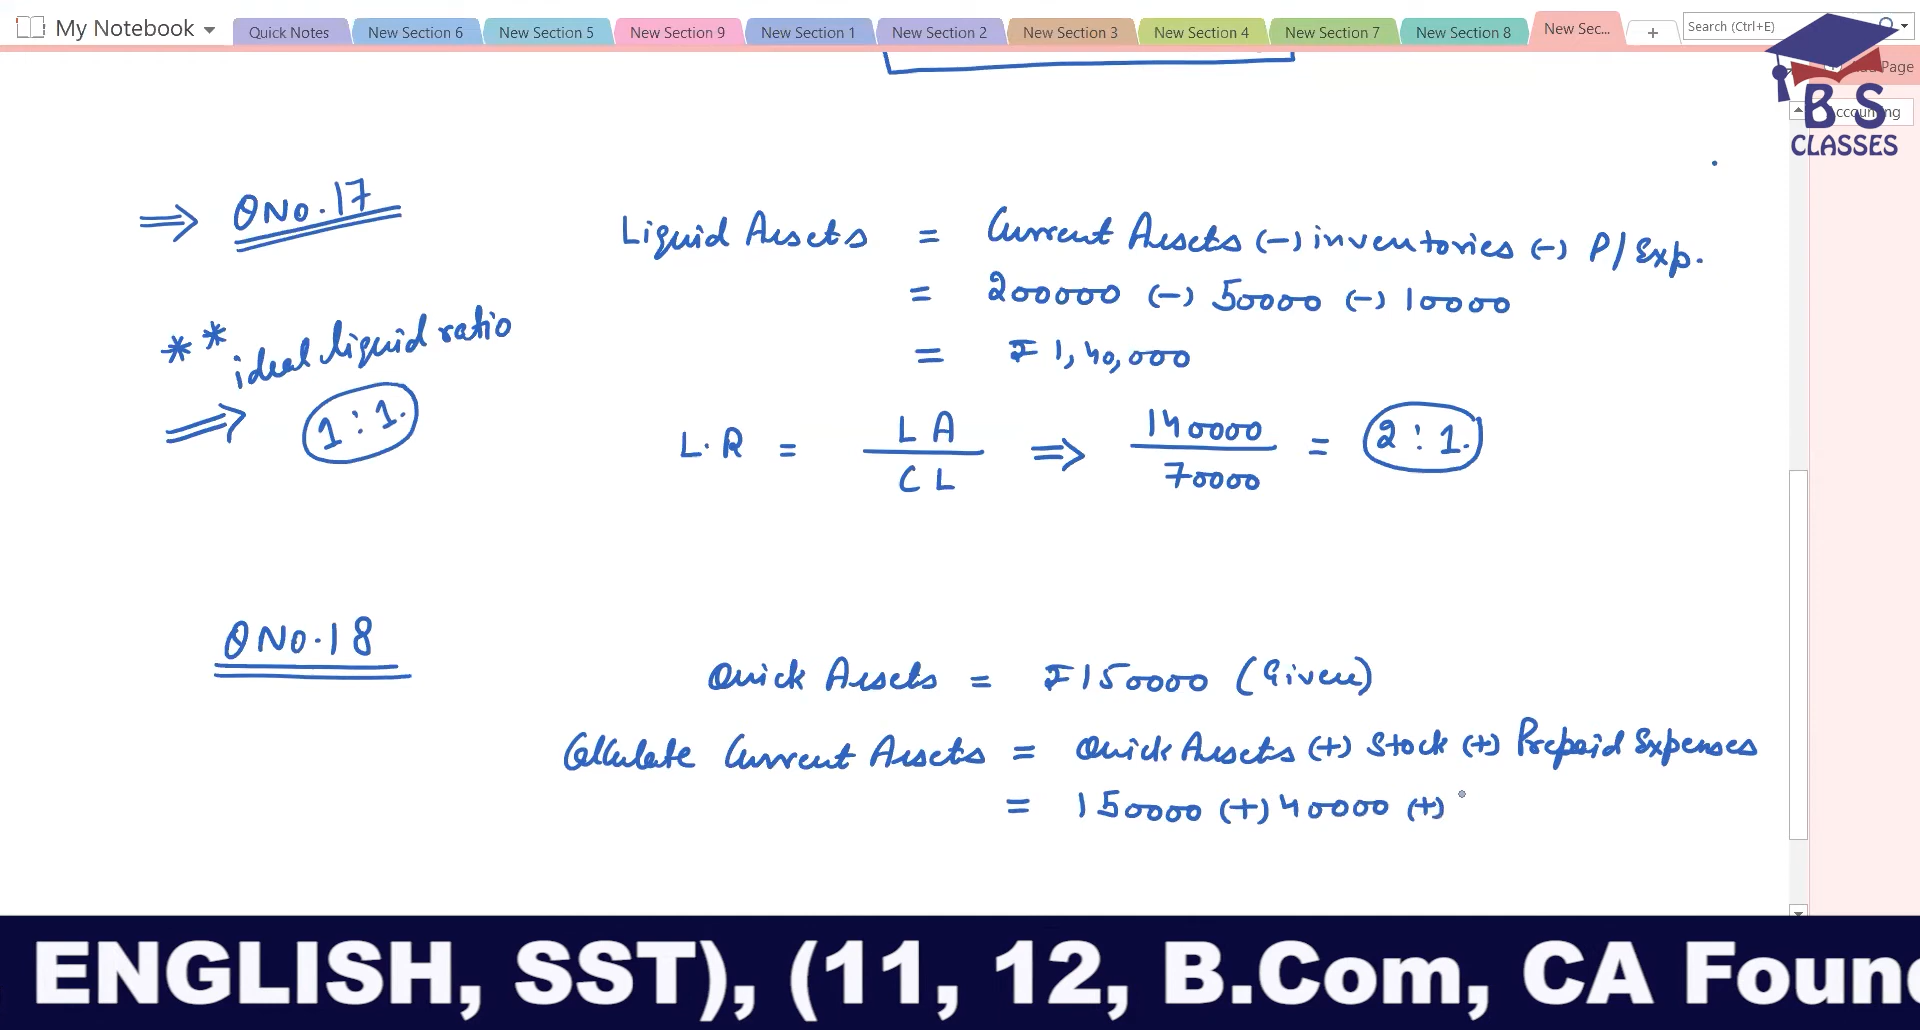 My Notebook
Quick Notes
New Section 6
New Section 5
New Section 9
New Section 1
New Section 2
New Section 3
New Section 4
New Section 7
New Section 8
New Sec...
+
Search (Ctrl+E)
Page
B S
CLASSES
⇒ QNo.17
Liquid Assets = Current Assets (-) inventories (-) P/Exp.
= 200000 (-) 50000 (-) 10000
= ₹ 1,40,000
** ideal liquid ratio
⇒ 1:1.
L.R = LA / CL ⇒ 140000 / 70000 = 2:1.
QNo.18
Quick Assets = ₹150000 (Given)
Calculate Current Assets = Quick Assets (+) Stock (+) Prepaid Expenses
= 150000 (+) 40000 (+)
ENGLISH, SST), (11, 12, B.Com, CA Foun